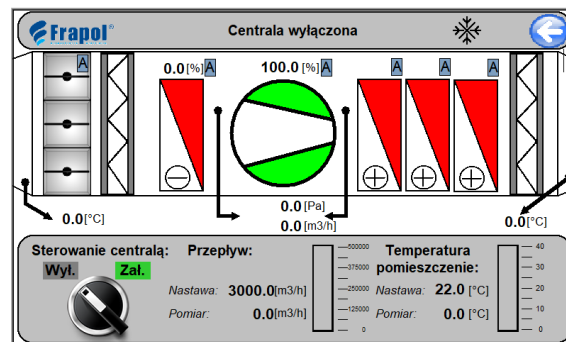 Frapol®
Centrala wyłączona
A
0.0 [%] A
100.0 [%] A
A
A
A
0.0 [°C]
0.0 [Pa]
0.0 [m3/h]
0.0 [°C]
Sterowanie centralą:
Wył.
Zał.
Przepływ:
Nastawa: 3000.0 [m3/h]
Pomiar: 0.0 [m3/h]
500000
375000
250000
125000
0
Temperatura
pomieszczenie:
Nastawa: 22.0 [°C]
Pomiar: 0.0 [°C]
40
30
20
10
0